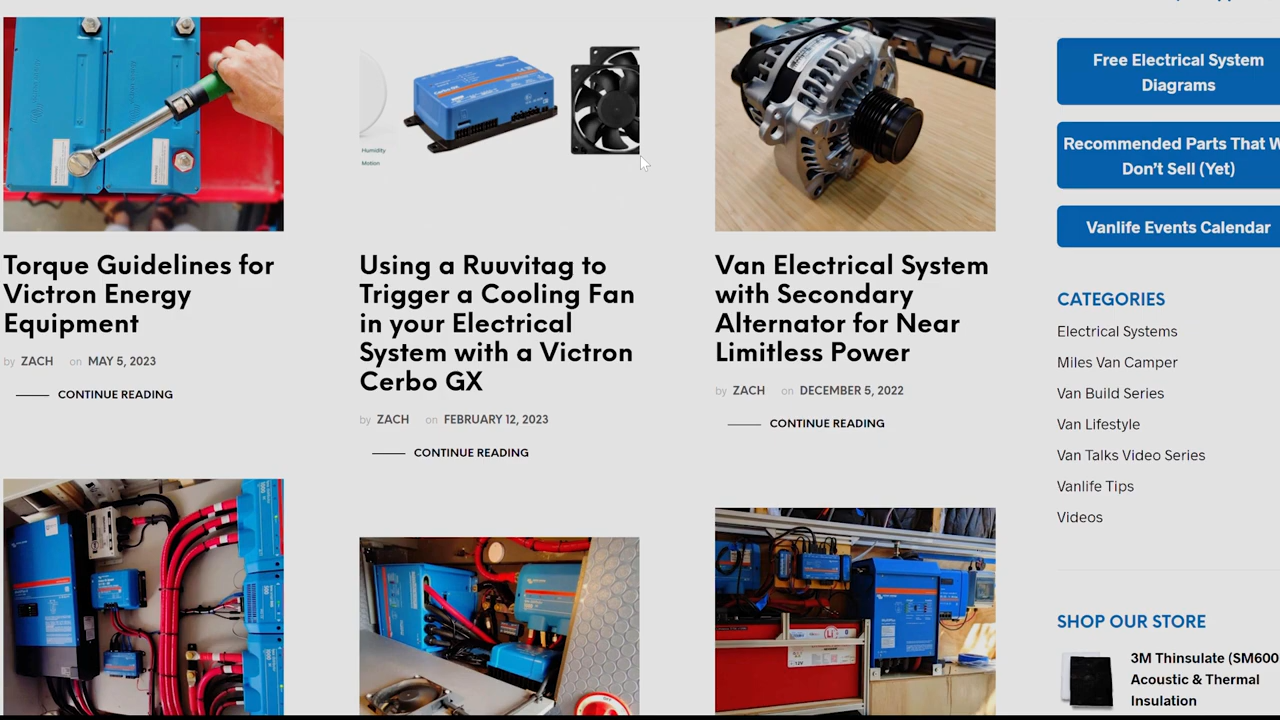 Free Electrical System
Diagrams
Recommended Parts That W
Don't Sell (Yet)
Vanlife Events Calendar
Humidity
Motion
Torque Guidelines for
Victron Energy
Equipment
by ZACH on MAY 5, 2023
CONTINUE READING
Using a Ruuvitag to
Trigger a Cooling Fan
in your Electrical
System with a Victron
Cerbo GX
by ZACH on FEBRUARY 12, 2023
CONTINUE READING
Van Electrical System
with Secondary
Alternator for Near
Limitless Power
by ZACH on DECEMBER 5, 2022
CONTINUE READING
CATEGORIES
Electrical Systems
Miles Van Camper
Van Build Series
Van Lifestyle
Van Talks Video Series
Vanlife Tips
Videos
SHOP OUR STORE
3M Thinsulate (SM600
Acoustic & Thermal
Insulation